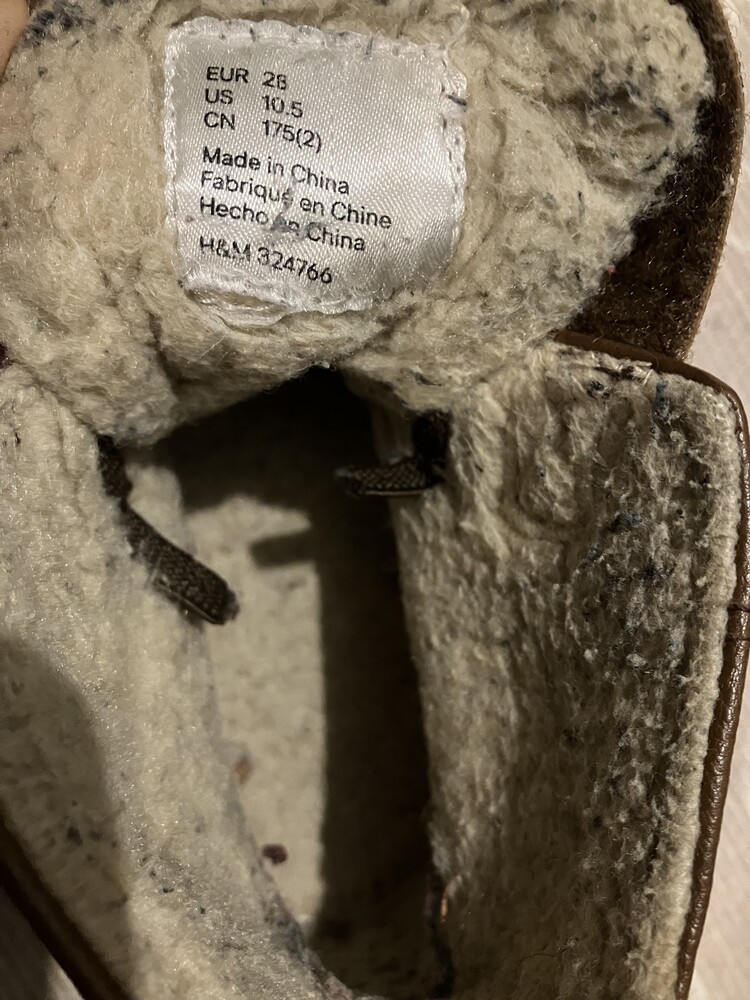 EUR 28
US 10.5
CN 175(2)
Made in China
Fabriqué en Chine
Hecho en China
H&M 324766